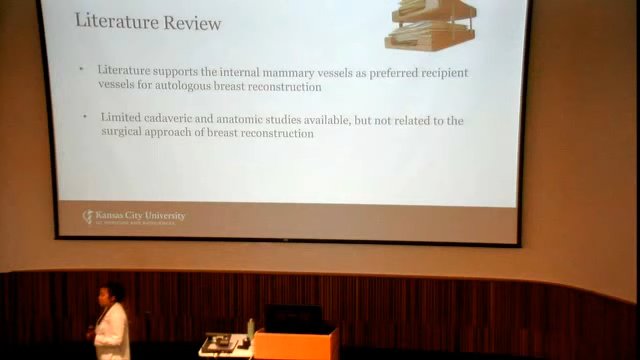 Literature Review
• Literature supports the internal mammary vessels as preferred recipient
vessels for autologous breast reconstruction
• Limited cadaveric and anatomic studies available, but not related to the
surgical approach of breast reconstruction
Kansas City University